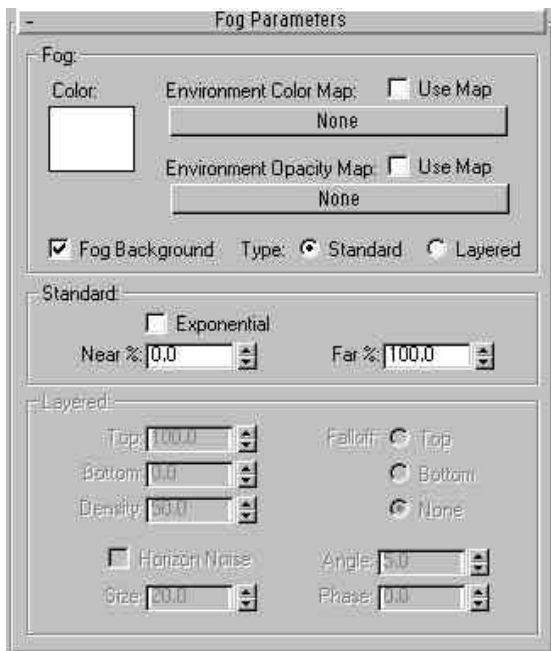 - Fog Parameters
Fog:
Color:
Environment Color Map: Use Map
None
Environment Opacity Map: Use Map
None
Fog Background Type: Standard Layered
Standard:
Exponential
Near %: 0.0 Far %: 100.0
Layered:
Top: 100.0 Falloff: Top
Bottom: 0.0 Bottom
Density: 50.0 None
Horizon Noise Angle: 5.0
Size: 20.0 Phase: 0.0